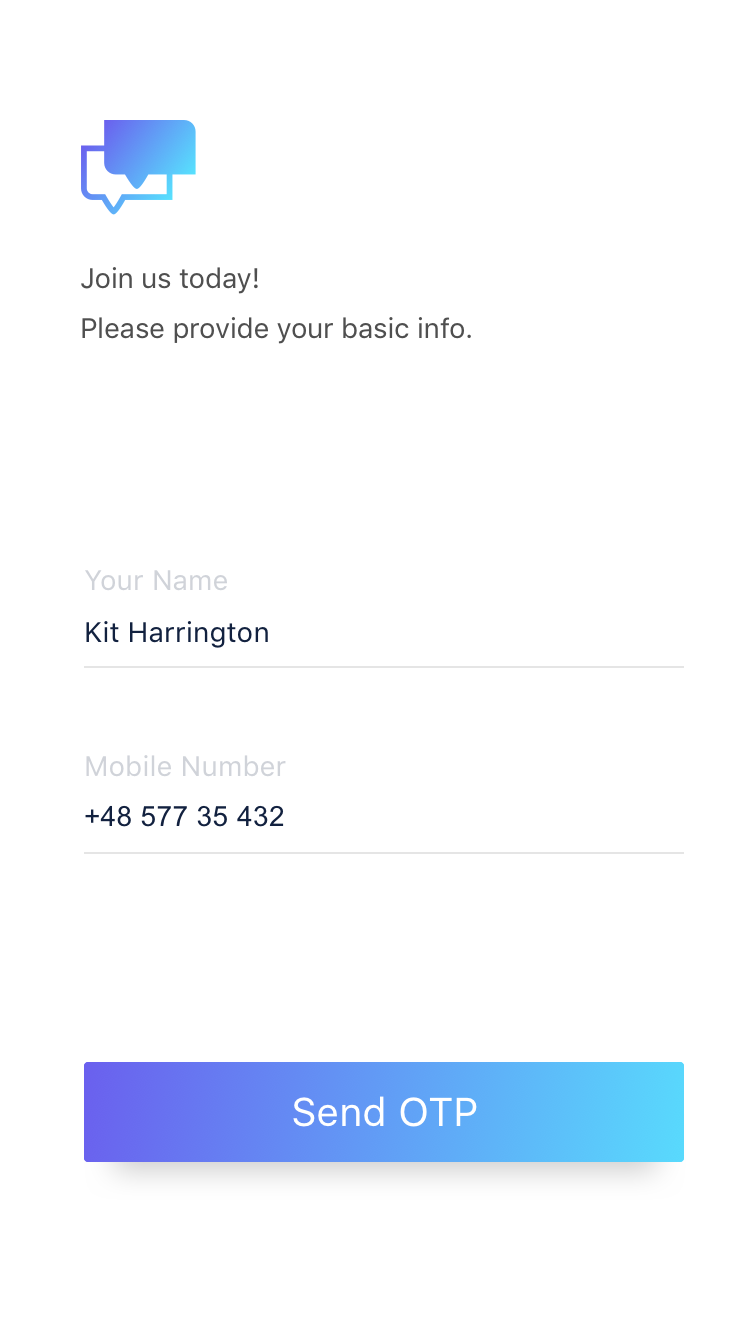 Join us today!
Please provide your basic info.
Your Name
Kit Harrington
Mobile Number
+48 577 35 432
Send OTP